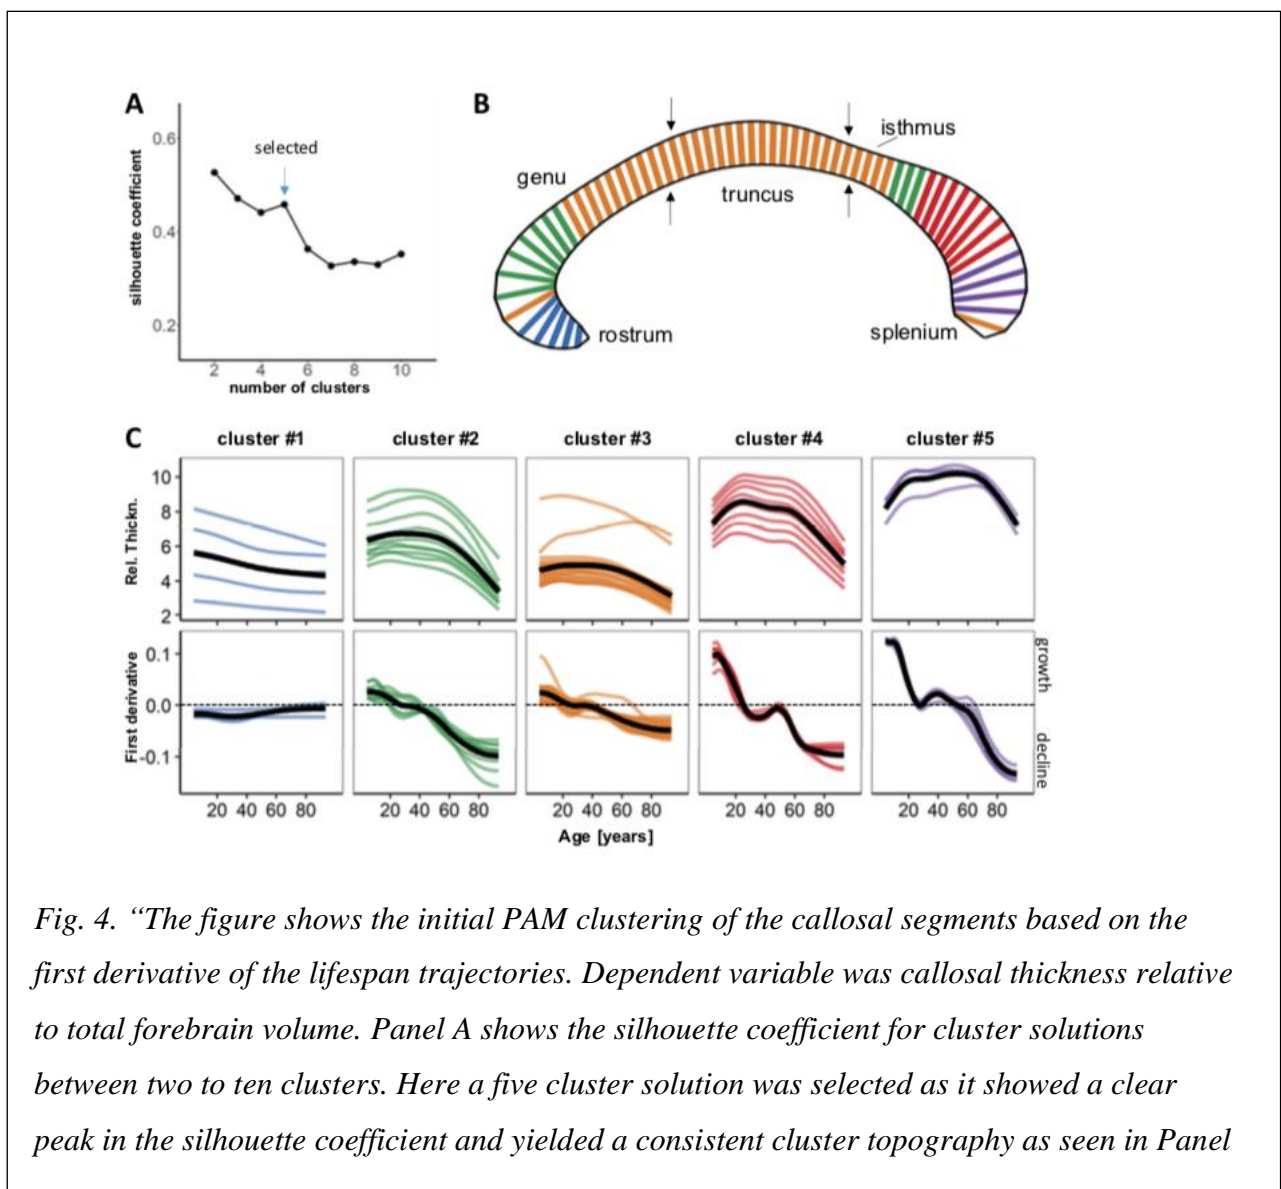 A
B
0.6
0.4
0.2
silhouette coefficient
selected
2 4 6 8 10
number of clusters
genu
truncus
isthmus
rostrum
splenium
C
cluster #1 cluster #2 cluster #3 cluster #4 cluster #5
Rel. Thickn.
10
8
6
4
2
First derivative
0.1
0.0
-0.1
growth
decline
20 40 60 80 20 40 60 80 20 40 60 80 20 40 60 80 20 40 60 80
Age [years]
Fig. 4. “The figure shows the initial PAM clustering of the callosal segments based on the
first derivative of the lifespan trajectories. Dependent variable was callosal thickness relative
to total forebrain volume. Panel A shows the silhouette coefficient for cluster solutions
between two to ten clusters. Here a five cluster solution was selected as it showed a clear
peak in the silhouette coefficient and yielded a consistent cluster topography as seen in Panel